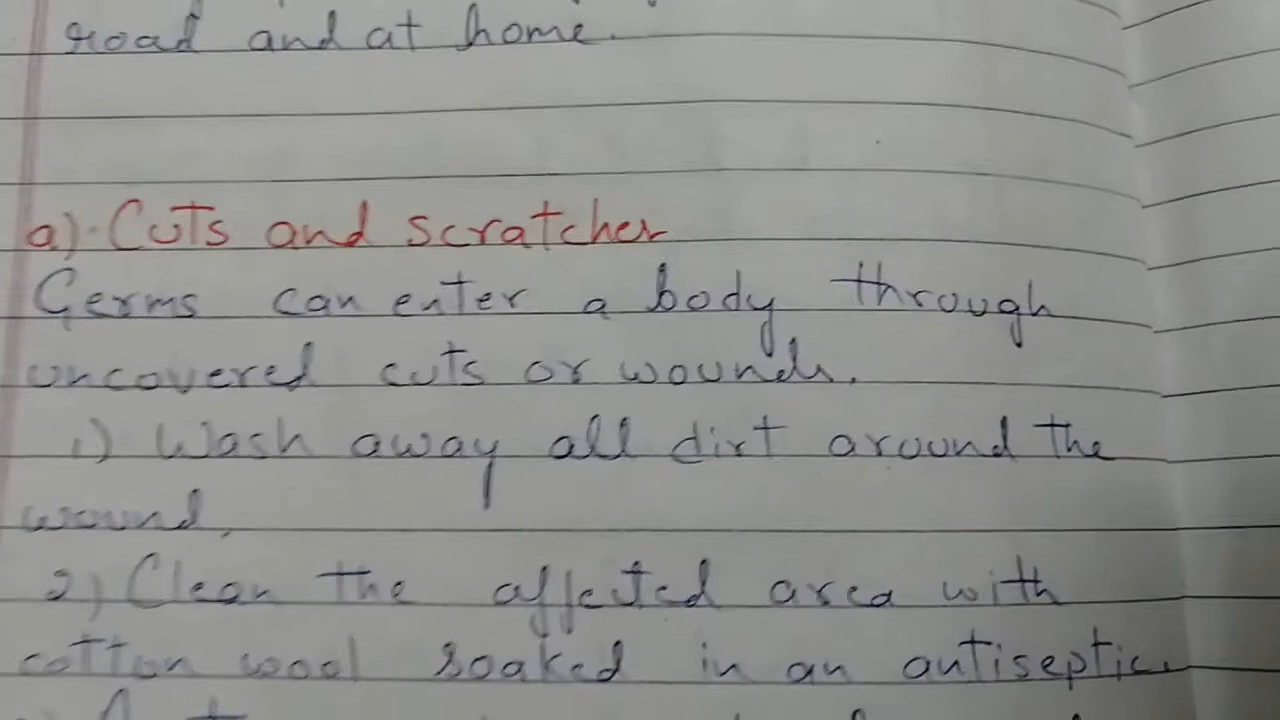 road and at home.
a). Cuts and scratches
Germs can enter a body through
uncovered cuts or wounds.
1) Wash away all dirt around the
wound.
2) Clean the affected area with
cotton wool soaked in an antiseptic.